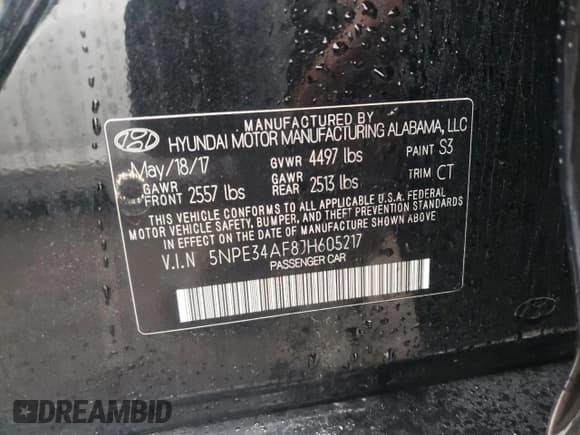 MANUFACTURED BY
HYUNDAI MOTOR MANUFACTURING ALABAMA, LLC
May/18/17 GVWR 4497 lbs PAINT S3
GAWR FRONT 2557 lbs GAWR REAR 2513 lbs TRIM CT
THIS VEHICLE CONFORMS TO ALL APPLICABLE U.S.A. FEDERAL
MOTOR VEHICLE SAFETY, BUMPER, AND THEFT PREVENTION STANDARDS
IN EFFECT ON THE DATE OF MANUFACTURE SHOWN ABOVE.
V.I.N 5NPE34AF8JH605217
PASSENGER CAR
DREAMBID